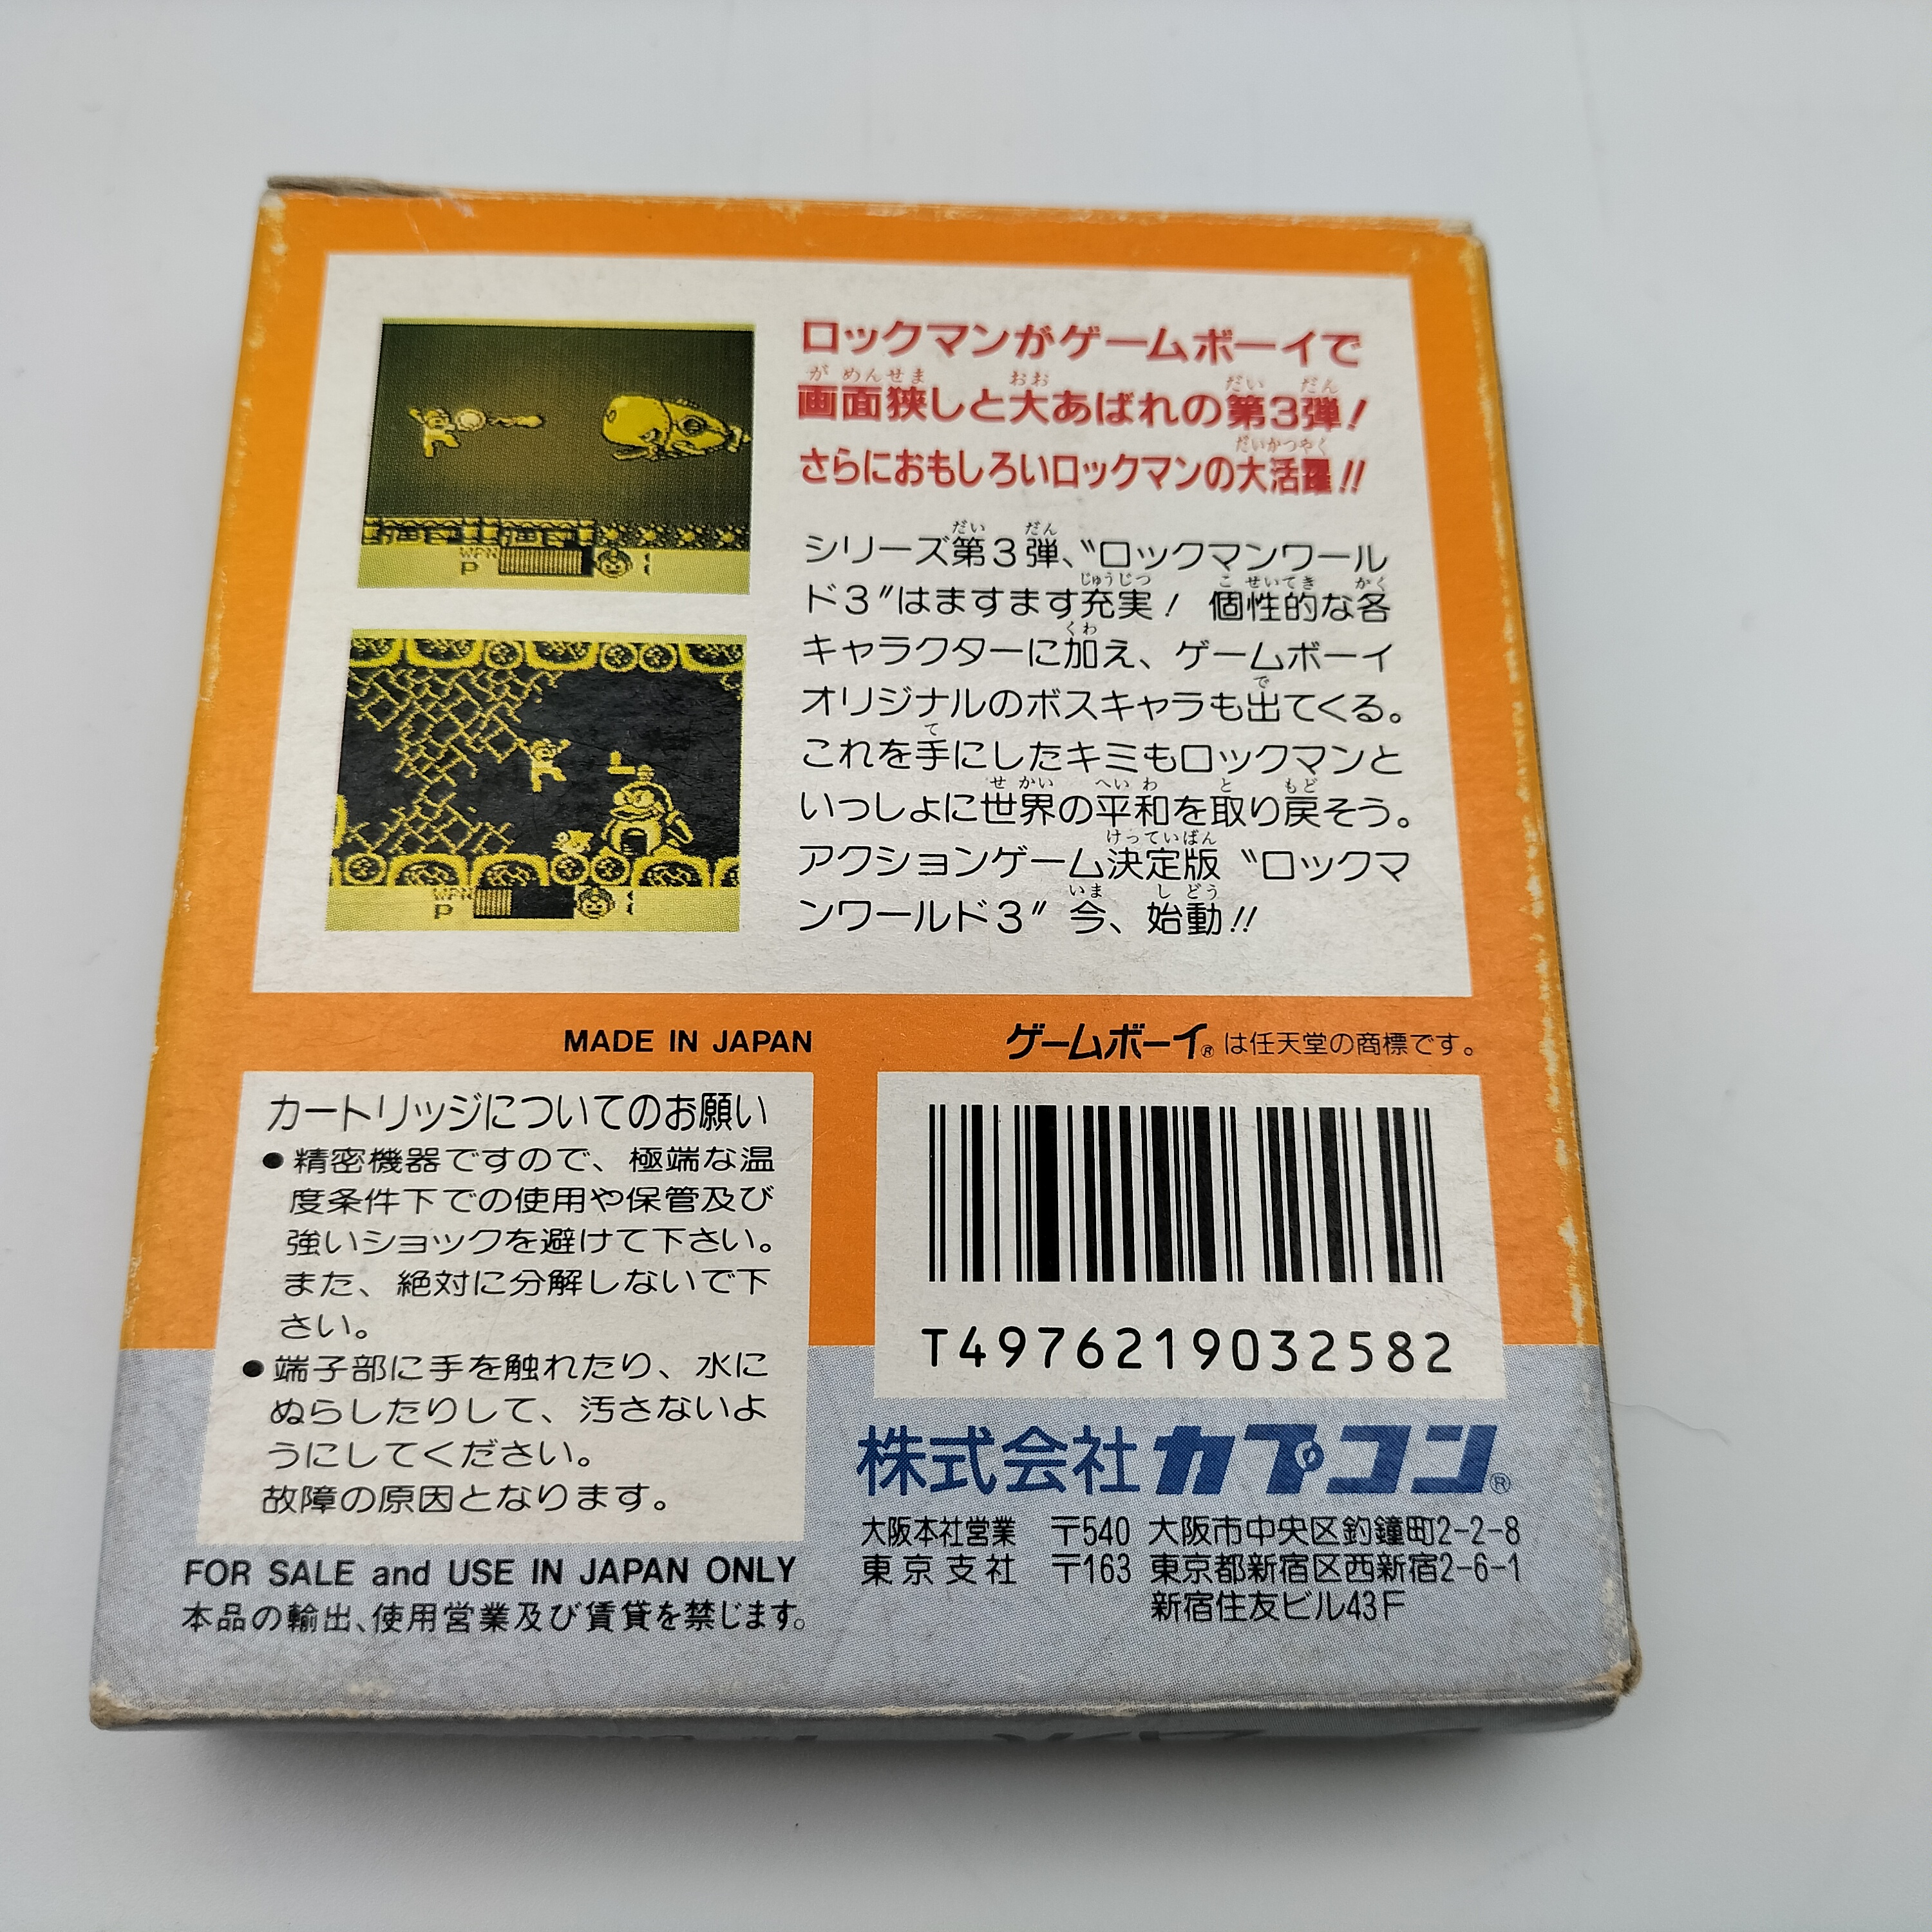 ロックマンがゲームボーイで
画面狭しと大あばれの第3弾!
さらにおもしろいロックマンの大活躍!!
シリーズ第3弾、〝ロックマンワール
ド3〞はますます充実! 個性的な各
キャラクターに加え、ゲームボーイ
オリジナルのボスキャラも出てくる。
これを手にしたキミもロックマンと
いっしょに世界の平和を取り戻そう。
アクションゲーム決定版〝ロックマ
ンワールド3〞今、始動!!
WPN
P
WPN
P
MADE IN JAPAN
ゲームボーイ®は任天堂の商標です。
カートリッジについてのお願い
●精密機器ですので、極端な温
度条件下での使用や保管及び
強いショックを避けて下さい。
また、絶対に分解しないで下
さい。
●端子部に手を触れたり、水に
ぬらしたりして、汚さないよ
うにしてください。
故障の原因となります。
FOR SALE and USE IN JAPAN ONLY
本品の輸出、使用営業及び賃貸を禁じます。
T4976219032582
株式会社カプコン®
大阪本社営業 〒540 大阪市中央区釣鐘町2-2-8
東京支社 〒163 東京都新宿区西新宿2-6-1
新宿住友ビル43F